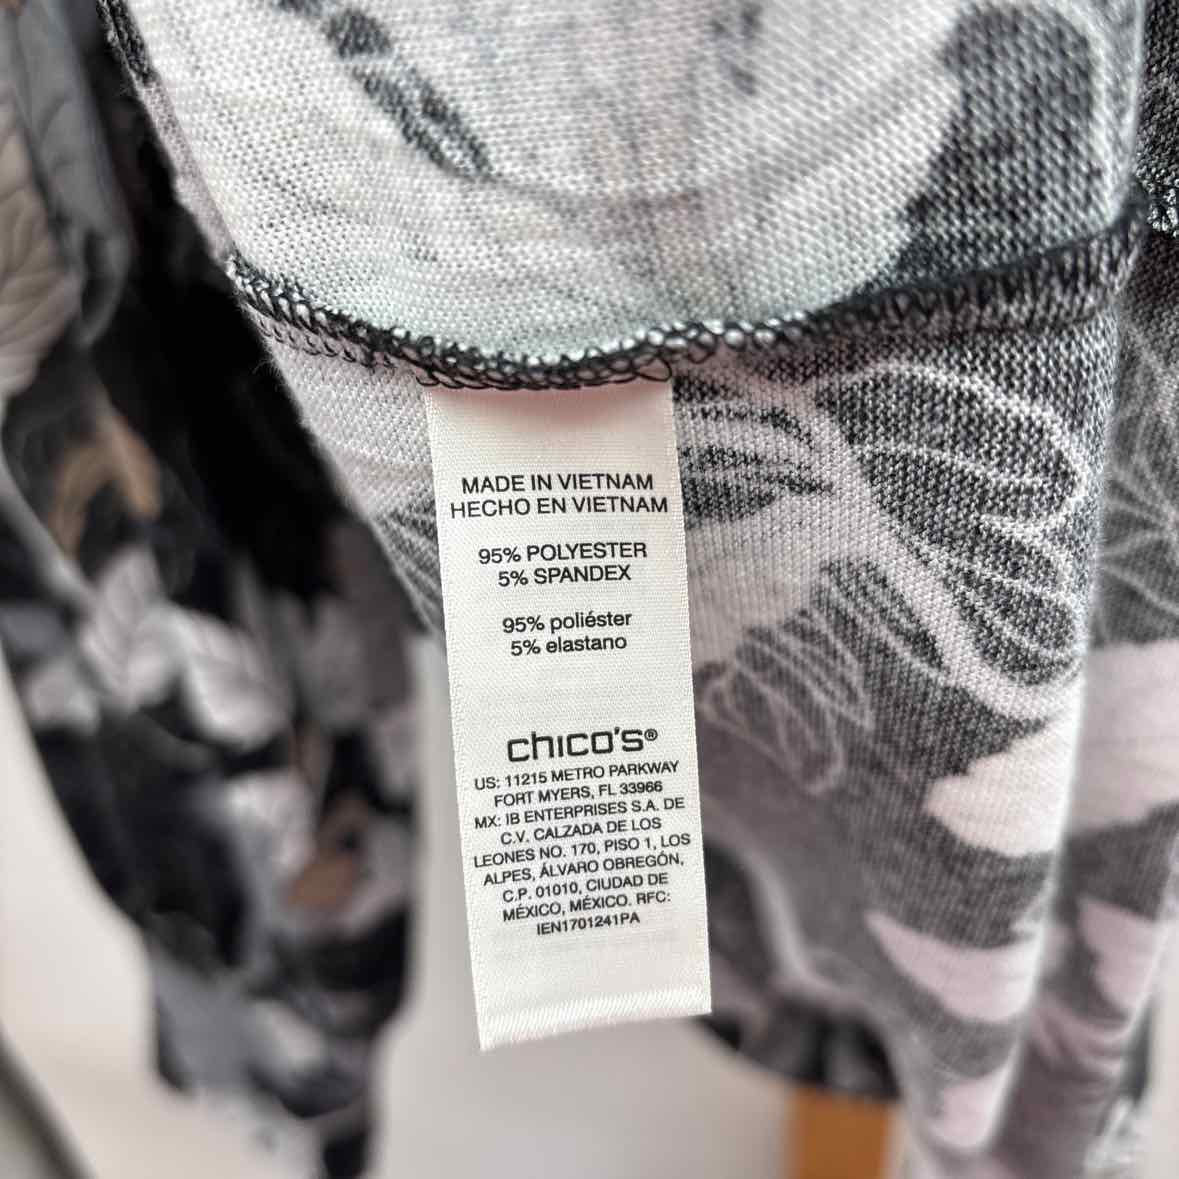 MADE IN VIETNAM
HECHO EN VIETNAM
95% POLYESTER
5% SPANDEX
95% poliéster
5% elastano
chico's®
US: 11215 METRO PARKWAY
FORT MYERS, FL 33966
MX: IB ENTERPRISES S.A. DE
C.V. CALZADA DE LOS
LEONES NO. 170, PISO 1, LOS
ALPES, ÁLVARO OBREGÓN,
C.P. 01010, CIUDAD DE
MÉXICO, MÉXICO. RFC:
IEN1701241PA